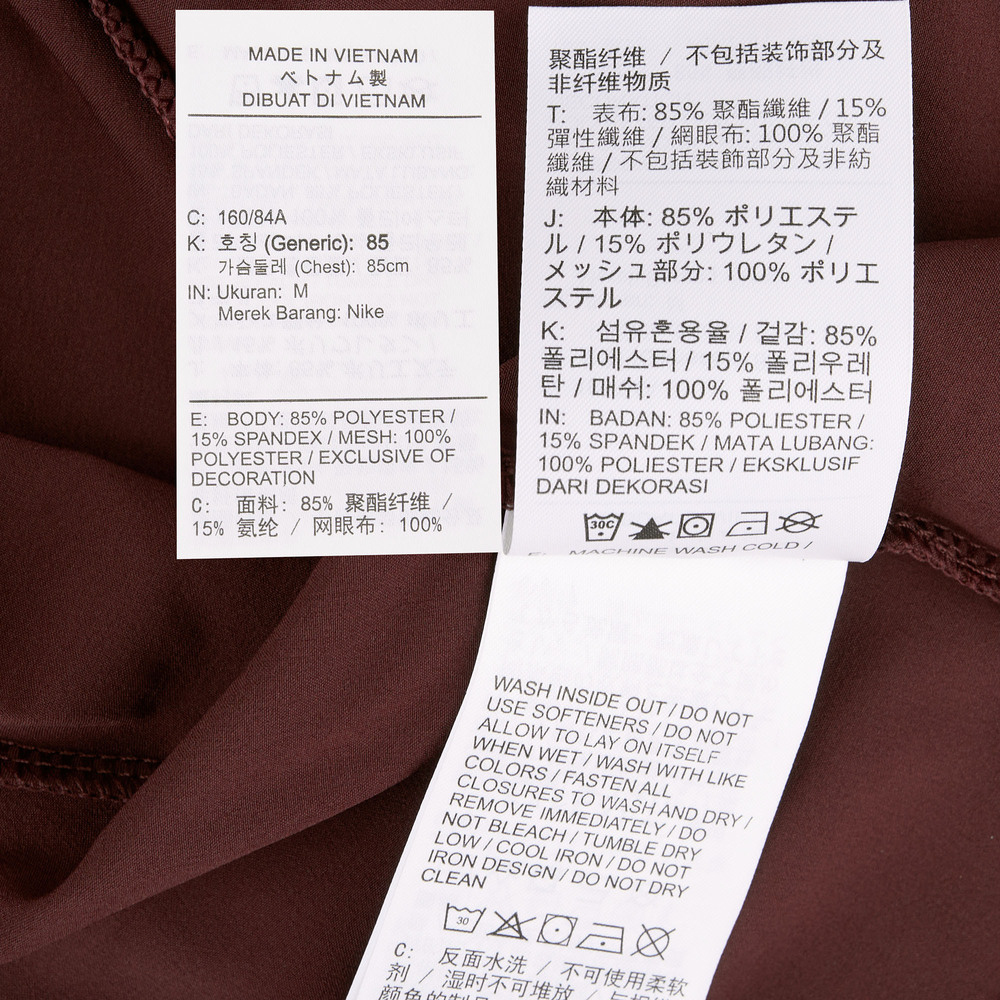 MADE IN VIETNAM
ベトナム製
DIBUAT DI VIETNAM
C: 160/84A
K: 호칭 (Generic): 85
가슴둘레 (Chest): 85cm
IN: Ukuran: M
Merek Barang: Nike
E: BODY: 85% POLYESTER /
15% SPANDEX / MESH: 100%
POLYESTER / EXCLUSIVE OF
DECORATION
C: 面料: 85% 聚酯纤维 /
15% 氨纶 / 网眼布: 100%
聚酯纤维 / 不包括装饰部分及
非纤维物质
T: 表布: 85% 聚酯纖維 / 15%
彈性纖維 / 網眼布: 100% 聚酯
纖維 / 不包括裝飾部分及非紡
織材料
J: 本体: 85% ポリエステ
ル / 15% ポリウレタン /
メッシュ部分: 100% ポリエ
ステル
K: 섬유혼용율 / 겉감: 85%
폴리에스터 / 15% 폴리우레
탄 / 매쉬: 100% 폴리에스터
IN: BADAN: 85% POLIESTER /
15% SPANDEK / MATA LUBANG:
100% POLIESTER / EKSKLUSIF
DARI DEKORASI
30C
E: MACHINE WASH COLD /
WASH INSIDE OUT / DO NOT
USE SOFTENERS / DO NOT
ALLOW TO LAY ON ITSELF
WHEN WET / WASH WITH LIKE
COLORS / FASTEN ALL
CLOSURES TO WASH AND DRY /
REMOVE IMMEDIATELY / DO
NOT BLEACH / TUMBLE DRY
LOW / COOL IRON / DO NOT
IRON DESIGN / DO NOT DRY
CLEAN
30
C: 反面水洗 / 不可使用柔软
剂 / 湿时不可堆放 / 与相
颜色的制品